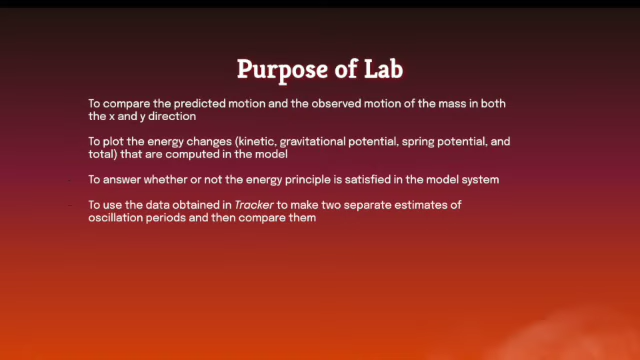 Purpose of Lab
To compare the predicted motion and the observed motion of the mass in both
the x and y direction
To plot the energy changes (kinetic, gravitational potential, spring potential, and
total) that are computed in the model
To answer whether or not the energy principle is satisfied in the model system
To use the data obtained in Tracker to make two separate estimates of
oscillation periods and then compare them